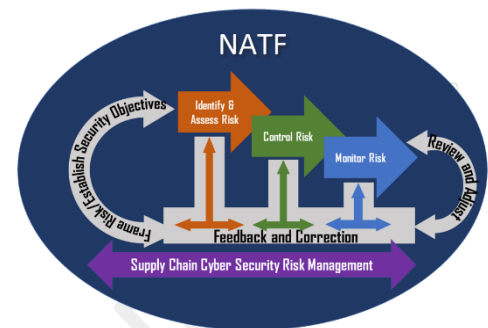 NATF
Frame Risk/Establish Security Objectives
Identify &
Assess Risk
Control Risk
Monitor Risk
Review and Adjust
Feedback and Correction
Supply Chain Cyber Security Risk Management